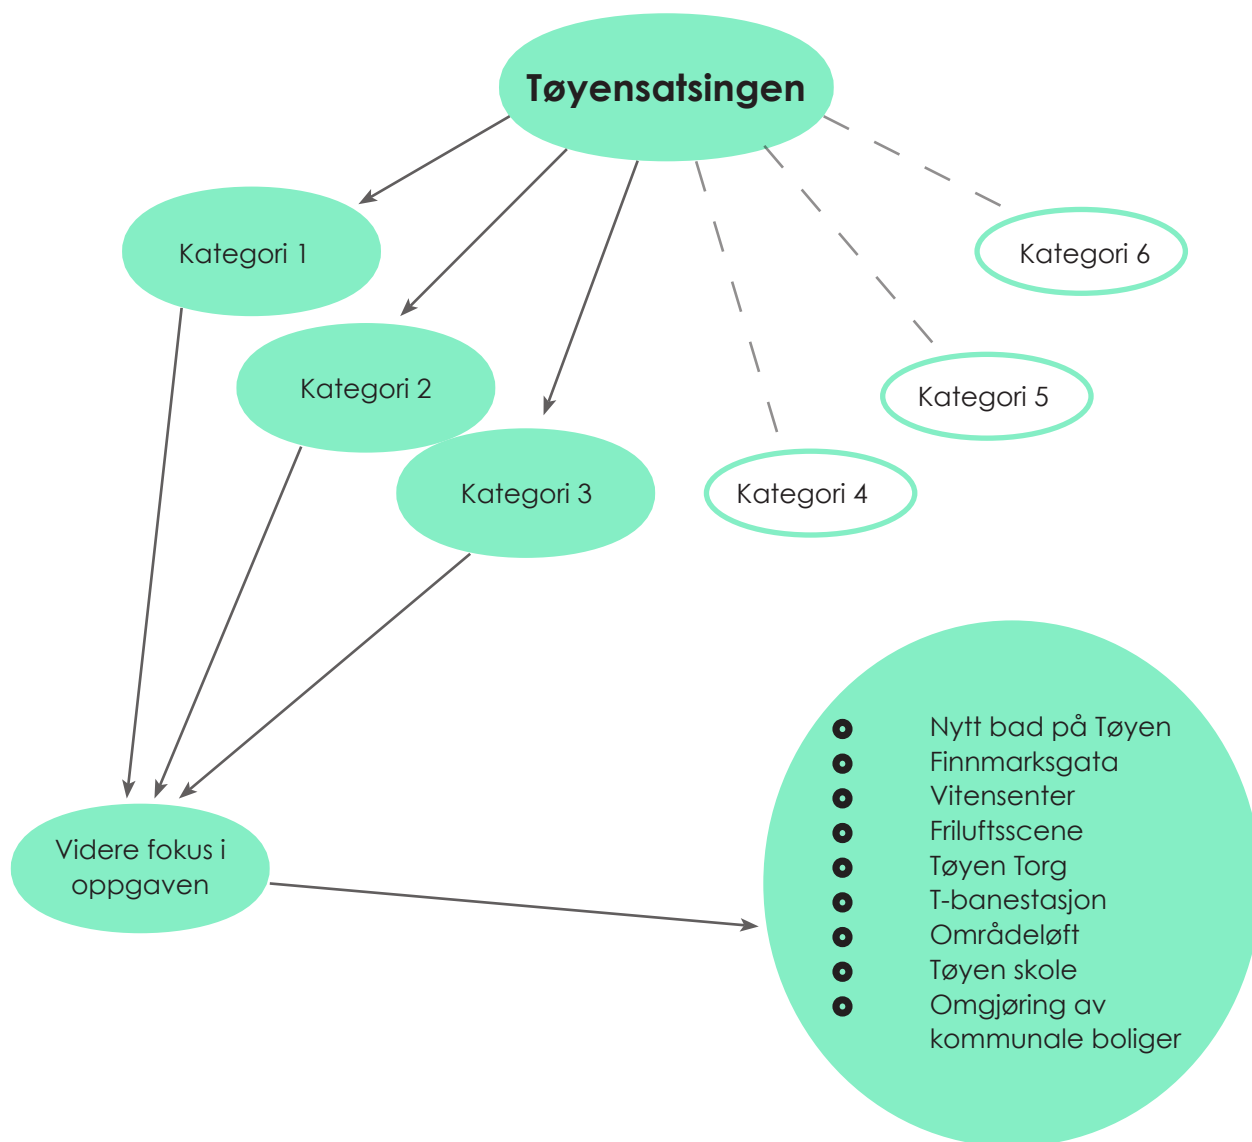 Tøyensatsingen
Kategori 1
Kategori 6
Kategori 2
Kategori 5
Kategori 3
Kategori 4
Videre fokus i
oppgaven
Nytt bad på Tøyen
Finnmarksgata
Vitensenter
Friluftsscene
Tøyen Torg
T-banestasjon
Områdeløft
Tøyen skole
Omgjøring av
kommunale boliger